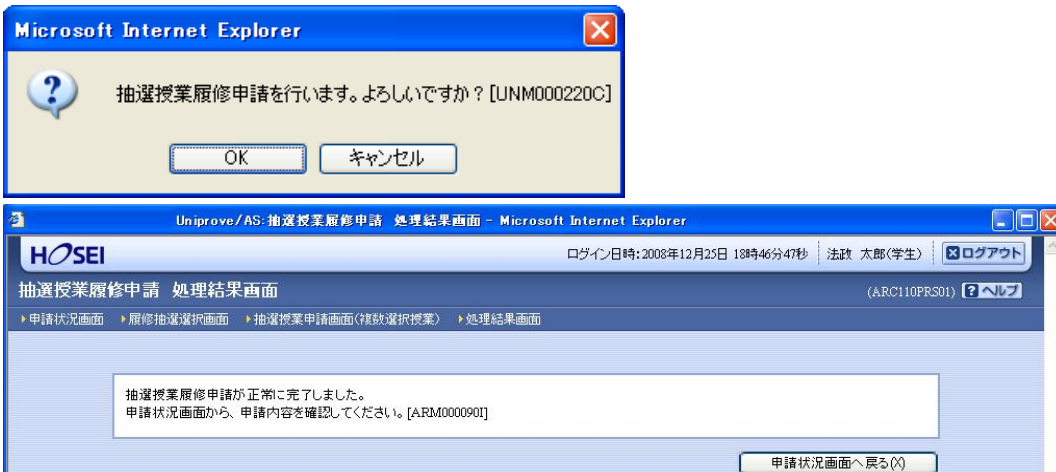 Microsoft Internet Explorer
抽選授業履修申請を行います。よろしいですか？[UNM000220C]
OK キャンセル
Uniprove/AS:抽選授業履修申請 処理結果画面 - Microsoft Internet Explorer
HOSEI ログイン日時:2008年12月25日 18時46分47秒 法政 太郎(学生) ログアウト
抽選授業履修申請 処理結果画面 (ARC110PRS01) ? ヘルプ
申請状況画面 履修抽選選択画面 抽選授業申請画面(複数選択授業) 処理結果画面
抽選授業履修申請が正常に完了しました。
申請状況画面から、申請内容を確認してください。[ARM000090I]
申請状況画面へ戻る(X)